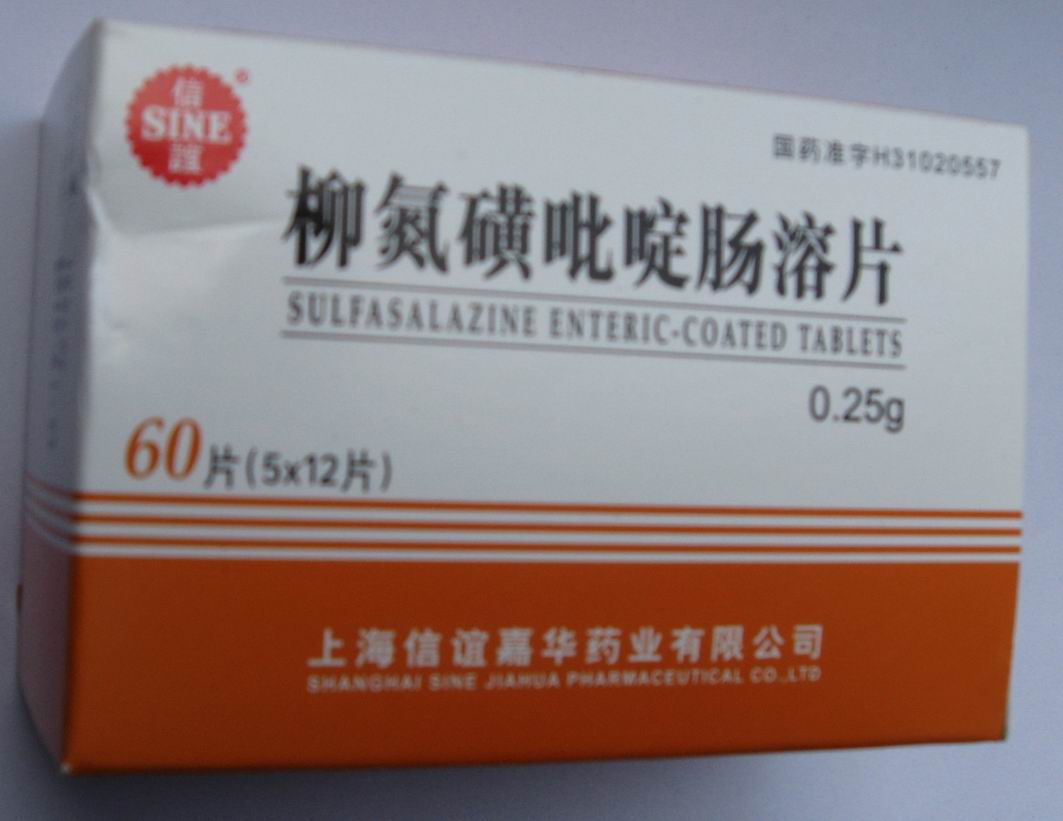 信
SINE
誼
国药准字H31020557
柳氮磺吡啶肠溶片
SULFASALAZINE ENTERIC-COATED TABLETS
0.25g
60片(5x12片)
上海信谊嘉华药业有限公司
SHANGHAI SINE JIAHUA PHARMACEUTICAL CO.,LTD